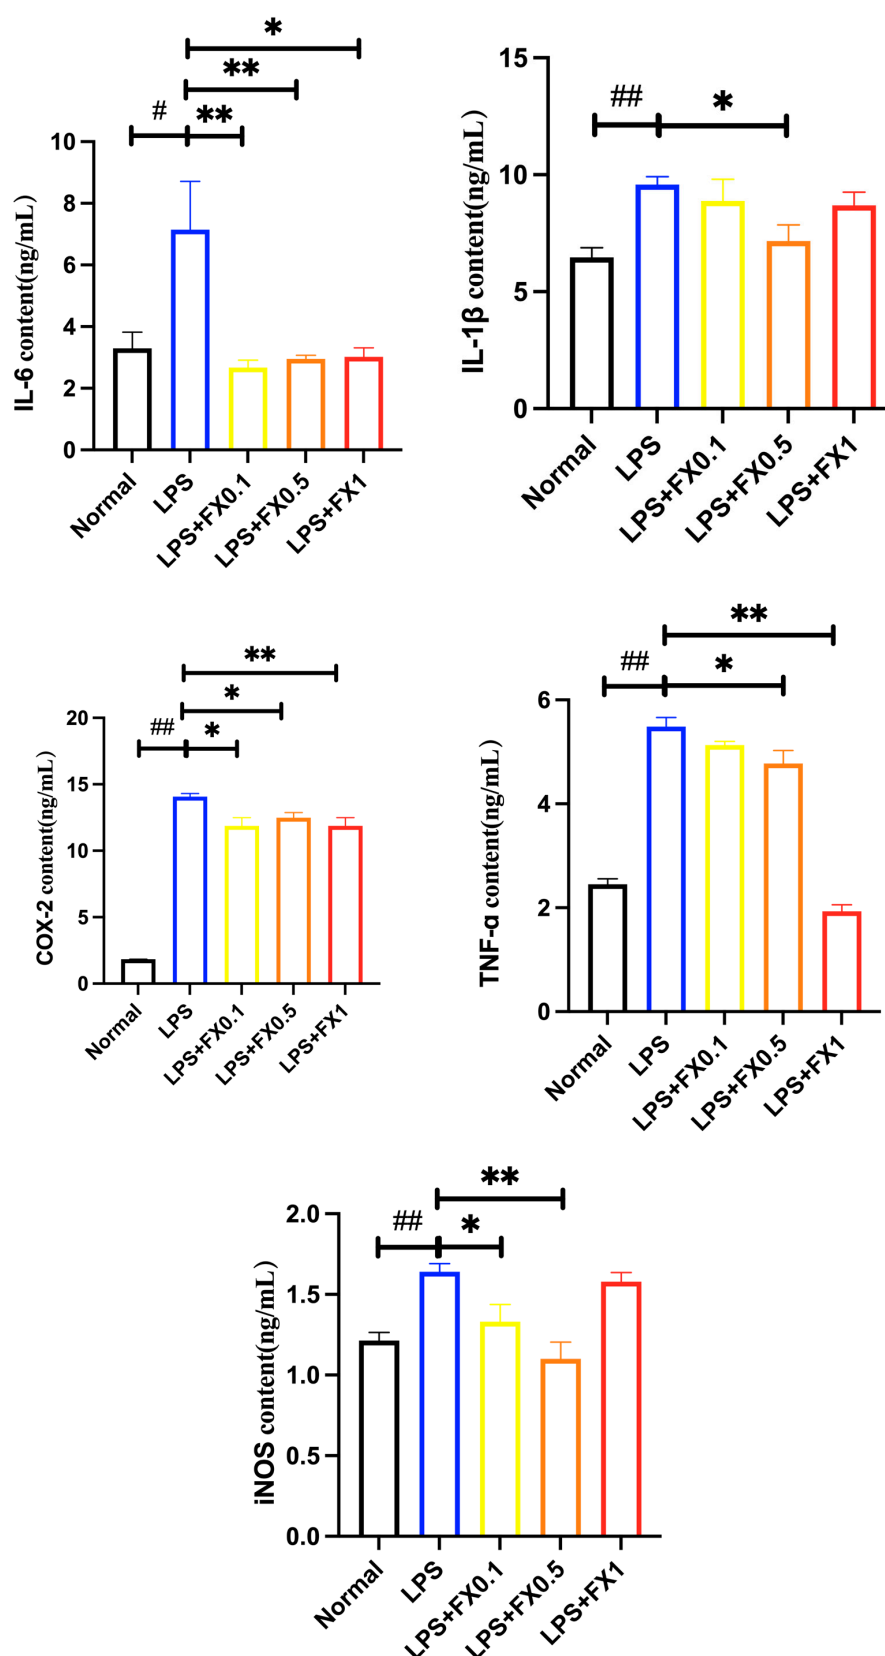 *
**
# **
10
8
6
4
2
0
IL-6 content(ng/mL)
Normal
LPS
LPS+FX0.1
LPS+FX0.5
LPS+FX1
## *
15
10
5
0
IL-1β content(ng/mL)
Normal
LPS
LPS+FX0.1
LPS+FX0.5
LPS+FX1
**
*
## *
20
15
10
5
0
COX-2 content(ng/mL)
Normal
LPS
LPS+FX0.1
LPS+FX0.5
LPS+FX1
**
## *
6
4
2
0
TNF-α content(ng/mL)
Normal
LPS
LPS+FX0.1
LPS+FX0.5
LPS+FX1
**
## *
2.0
1.5
1.0
0.5
0.0
iNOS content(ng/mL)
Normal
LPS
LPS+FX0.1
LPS+FX0.5
LPS+FX1